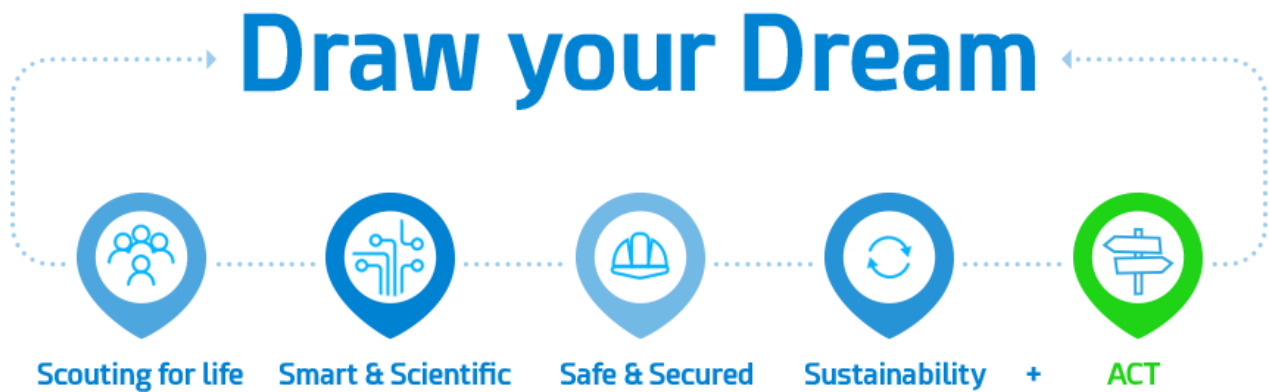 Draw your Dream
Scouting for life Smart & Scientific Safe & Secured Sustainability + ACT